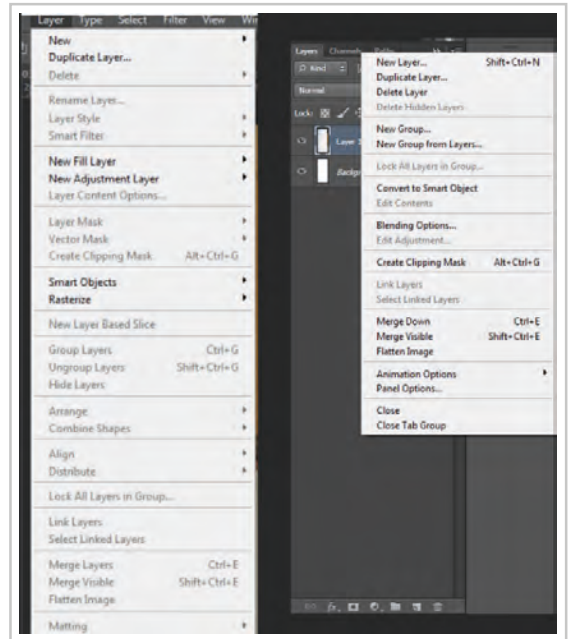 Layer Type Select Filter View
New
Duplicate Layer...
Delete
Rename Layer...
Layer Style
Smart Filter
New Fill Layer
New Adjustment Layer
Layer Content Options...
Layer Mask
Vector Mask
Create Clipping Mask Alt+Ctrl+G
Smart Objects
Rasterize
New Layer Based Slice
Group Layers Ctrl+G
Ungroup Layers Shift+Ctrl+G
Hide Layers
Arrange
Combine Shapes
Align
Distribute
Lock All Layers in Group...
Link Layers
Select Linked Layers
Merge Layers Ctrl+E
Merge Visible Shift+Ctrl+E
Flatten Image
Matting
Layers Channels
Kind
Normal
Lock:
Layer
New Layer... Shift+Ctrl+N
Duplicate Layer...
Delete Layer
Delete Hidden Layers
New Group...
New Group from Layers...
Lock All Layers in Group...
Convert to Smart Object
Edit Contents
Blending Options...
Edit Adjustment...
Create Clipping Mask Alt+Ctrl+G
Link Layers
Select Linked Layers
Merge Down Ctrl+E
Merge Visible Shift+Ctrl+E
Flatten Image
Animation Options
Panel Options...
Close
Close Tab Group